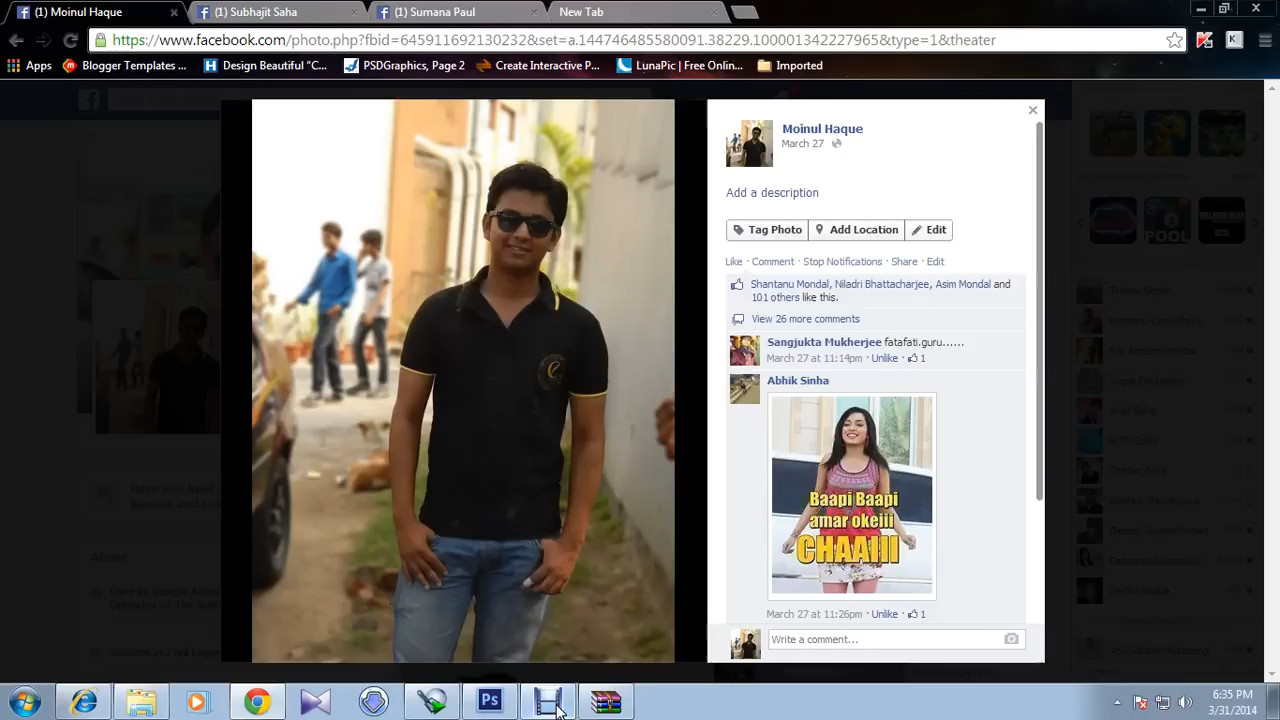 (1) Moinul Haque
(1) Subhajit Saha
(1) Sumana Paul
New Tab
https://www.facebook.com/photo.php?fbid=645911692130232&set=a.144746485580091.38229.100001342227965&type=1&theater
Apps
Blogger Templates ...
Design Beautiful "C...
PSDGraphics, Page 2
Create Interactive P...
LunaPic | Free Onlin...
Imported
Moinul Haque
March 27
Add a description
Tag Photo
Add Location
Edit
Like · Comment · Stop Notifications · Share · Edit
Shantanu Mondal, Niladri Bhattacharjee, Asim Mondal and
101 others like this.
View 26 more comments
Sangjukta Mukherjee fatafati.guru......
March 27 at 11:14pm · Unlike · 1
Abhik Sinha
Baapi Baapi
amar okeiii
CHAAIII
March 27 at 11:26pm · Unlike · 1
Write a comment...
POOL
Ps
6:35 PM
3/31/2014